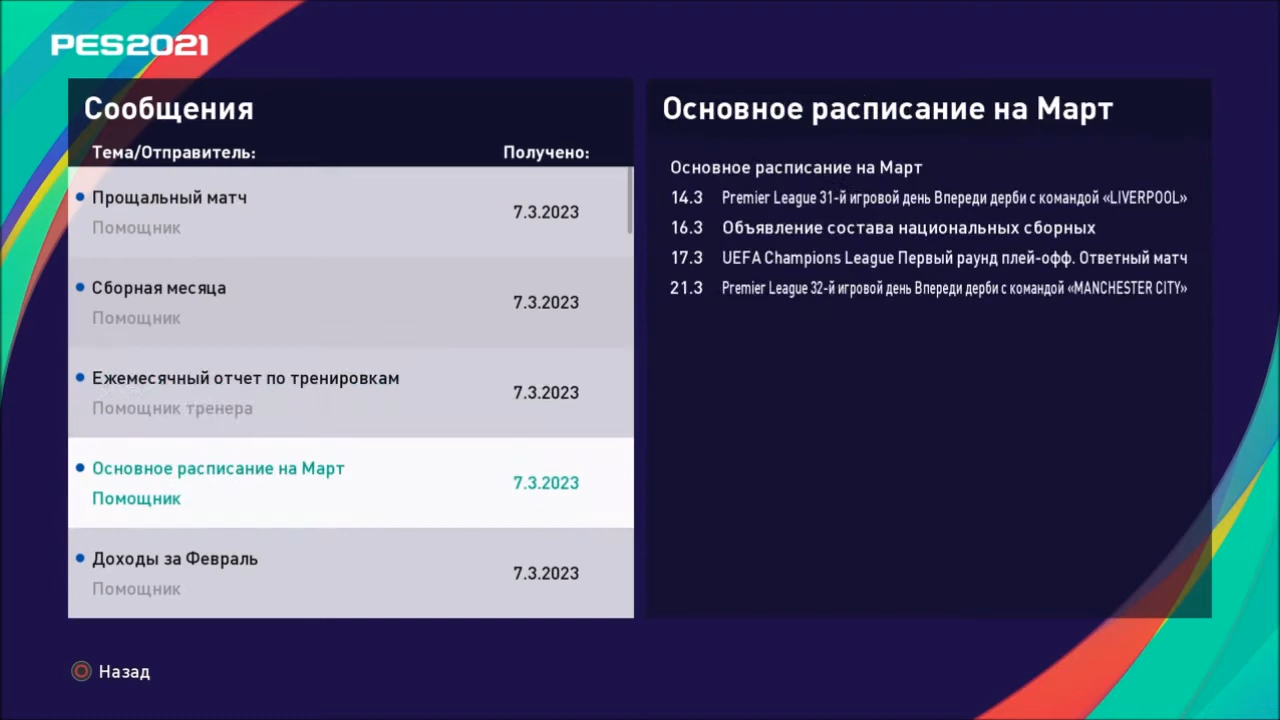 PES2021
Сообщения
Тема/Отправитель: Получено:
Прощальный матч
Помощник
7.3.2023
Сборная месяца
Помощник
7.3.2023
Ежемесячный отчет по тренировкам
Помощник тренера
7.3.2023
Основное расписание на Март
Помощник
7.3.2023
Доходы за Февраль
Помощник
7.3.2023
Основное расписание на Март
Основное расписание на Март
14.3 Premier League 31-й игровой день Впереди дерби с командой «LIVERPOOL»
16.3 Объявление состава национальных сборных
17.3 UEFA Champions League Первый раунд плей-офф. Ответный матч
21.3 Premier League 32-й игровой день Впереди дерби с командой «MANCHESTER CITY»
Назад